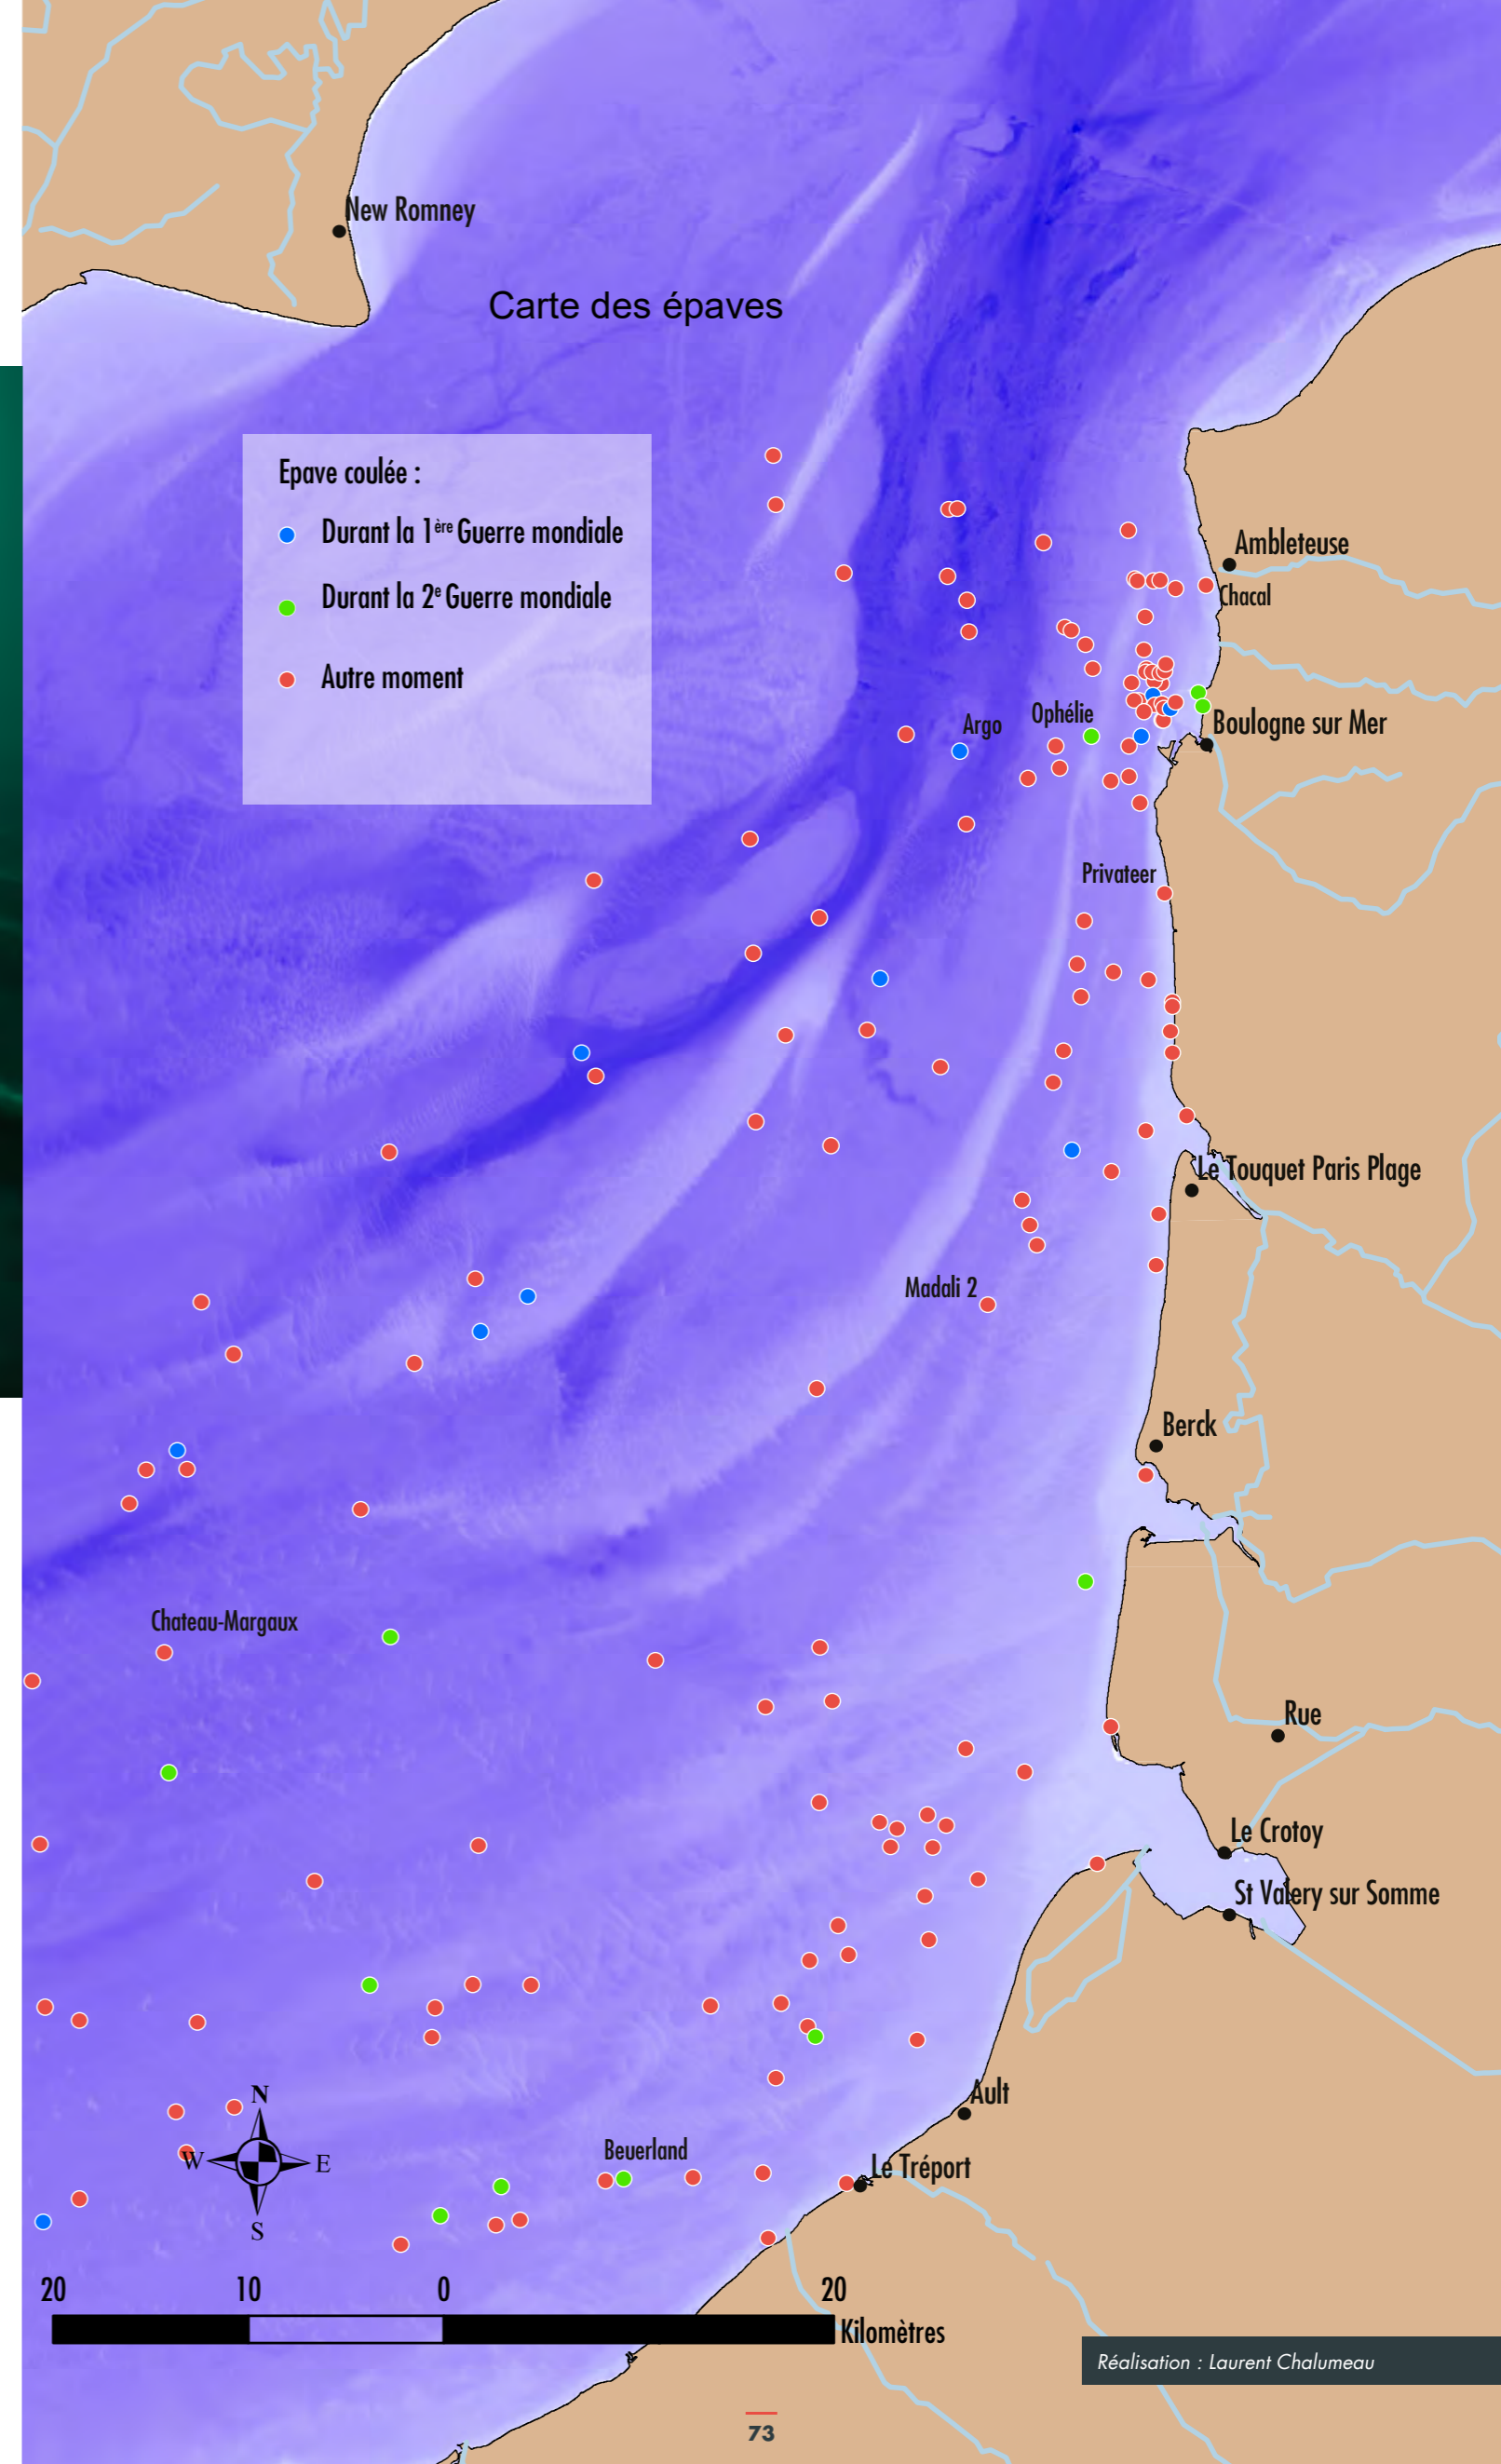 New Romney
Carte des épaves
Epave coulée :
Durant la 1ère Guerre mondiale
Durant la 2e Guerre mondiale
Autre moment
Ambleteuse
Chacal
Argo
Ophélie
Boulogne sur Mer
Privateer
Le Touquet Paris Plage
Madali 2
Berck
Chateau-Margaux
Rue
Le Crotoy
St Valery sur Somme
Ault
N
W
E
S
Beuerland
Le Tréport
20 10 0 20
Kilomètres
Réalisation : Laurent Chalumeau
73